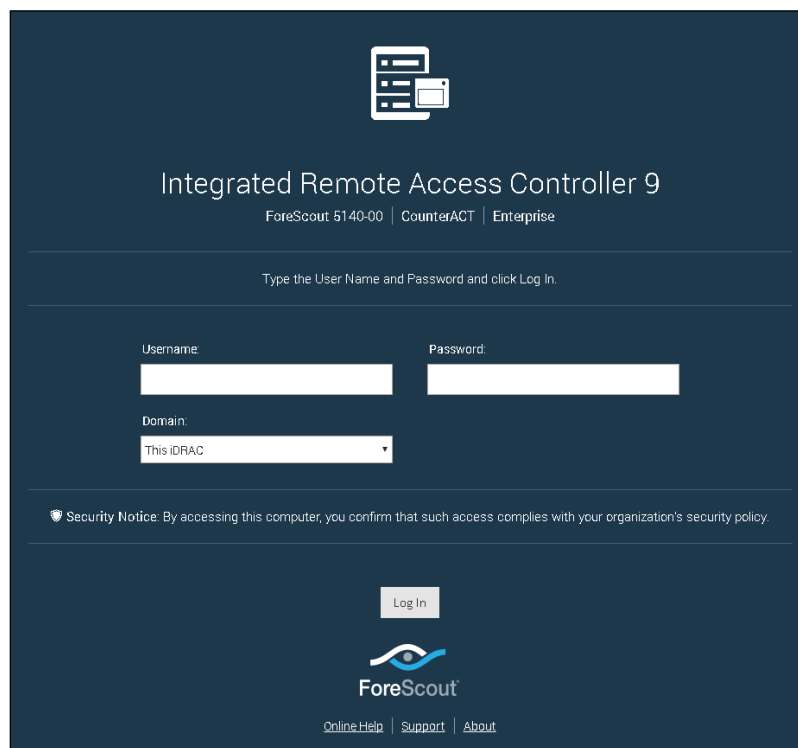 Integrated Remote Access Controller 9
ForeScout 5140-00 | CounterACT | Enterprise
Type the User Name and Password and click Log In.
Username: Password:
Domain:
This iDRAC
Security Notice: By accessing this computer, you confirm that such access complies with your organization's security policy.
Log In
ForeScout
Online Help | Support | About